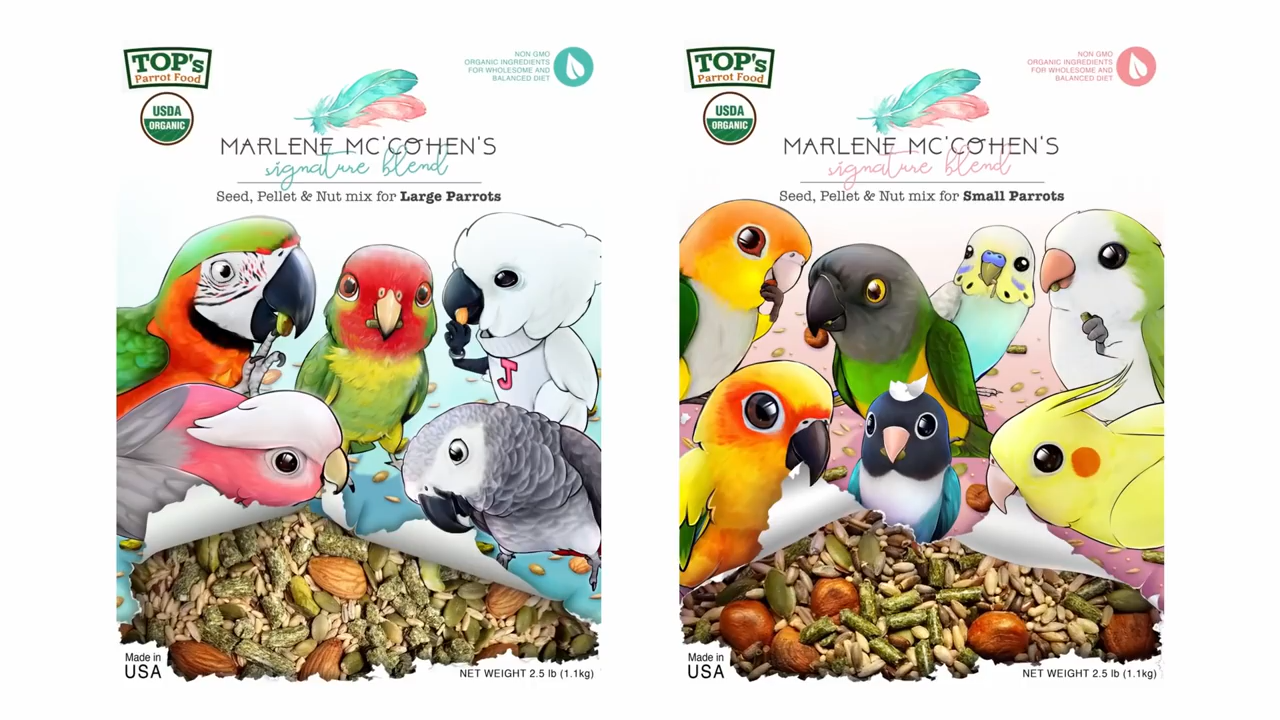 TOP's
Parrot Food
USDA
ORGANIC
NON GMO
ORGANIC INGREDIENTS
FOR WHOLESOME AND
BALANCED DIET
MARLENE MC'COHEN'S
signature blend
Seed, Pellet & Nut mix for Large Parrots
J
Made in
USA
NET WEIGHT 2.5 lb (1.1kg)
TOP's
Parrot Food
USDA
ORGANIC
NON GMO
ORGANIC INGREDIENTS
FOR WHOLESOME AND
BALANCED DIET
MARLENE MC'COHEN'S
signature blend
Seed, Pellet & Nut mix for Small Parrots
Made in
USA
NET WEIGHT 2.5 lb (1.1kg)